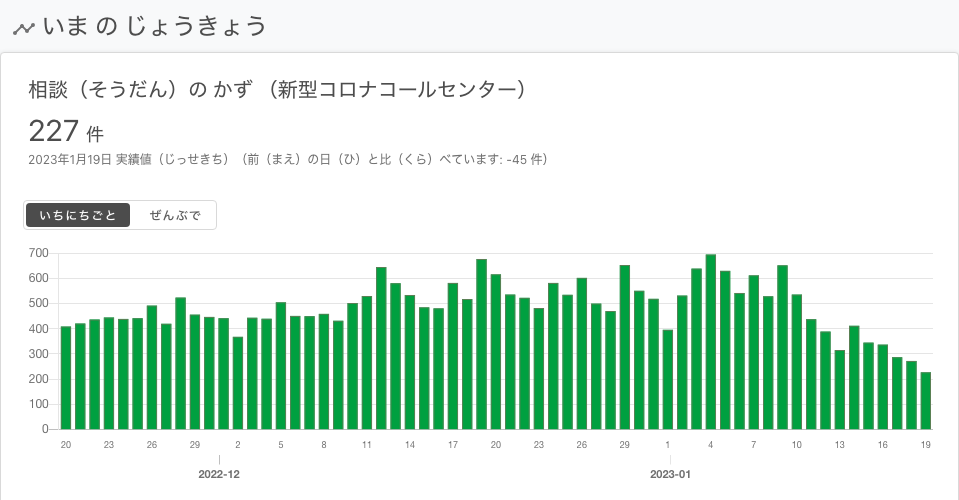 いま の じょうきょう
相談（そうだん）の かず （新型コロナコールセンター）
227 件
2023年1月19日 実績値（じっせきち）（前（まえ）の日（ひ）と比（くら）べています: -45 件）
いちにちごと ぜんぶで
700
600
500
400
300
200
100
0
20 23 26 29 2 5 8 11 14 17 20 23 26 29 1 4 7 10 13 16 19
2022-12 2023-01